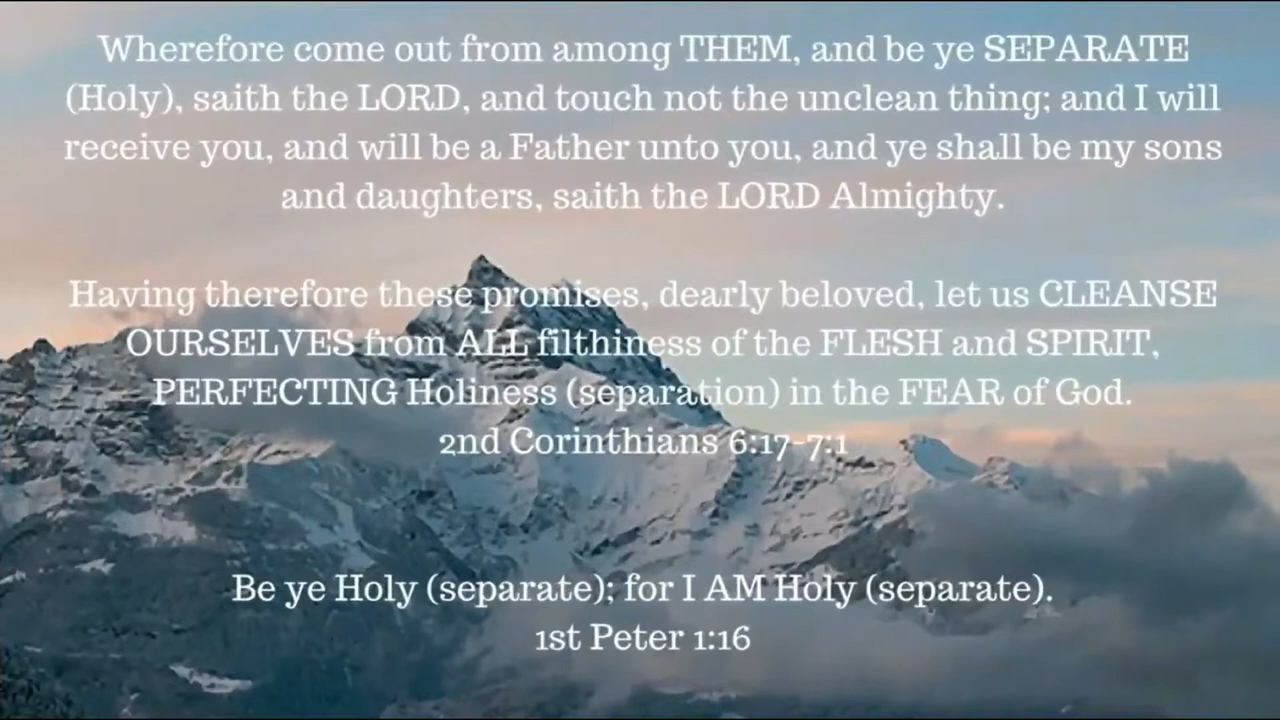 Wherefore come out from among THEM, and be ye SEPARATE
(Holy), saith the LORD, and touch not the unclean thing; and I will
receive you, and will be a Father unto you, and ye shall be my sons
and daughters, saith the LORD Almighty.
Having therefore these promises, dearly beloved, let us CLEANSE
OURSELVES from ALL filthiness of the FLESH and SPIRIT,
PERFECTING Holiness (separation) in the FEAR of God.
2nd Corinthians 6:17-7:1
Be ye Holy (separate); for I AM Holy (separate).
1st Peter 1:16